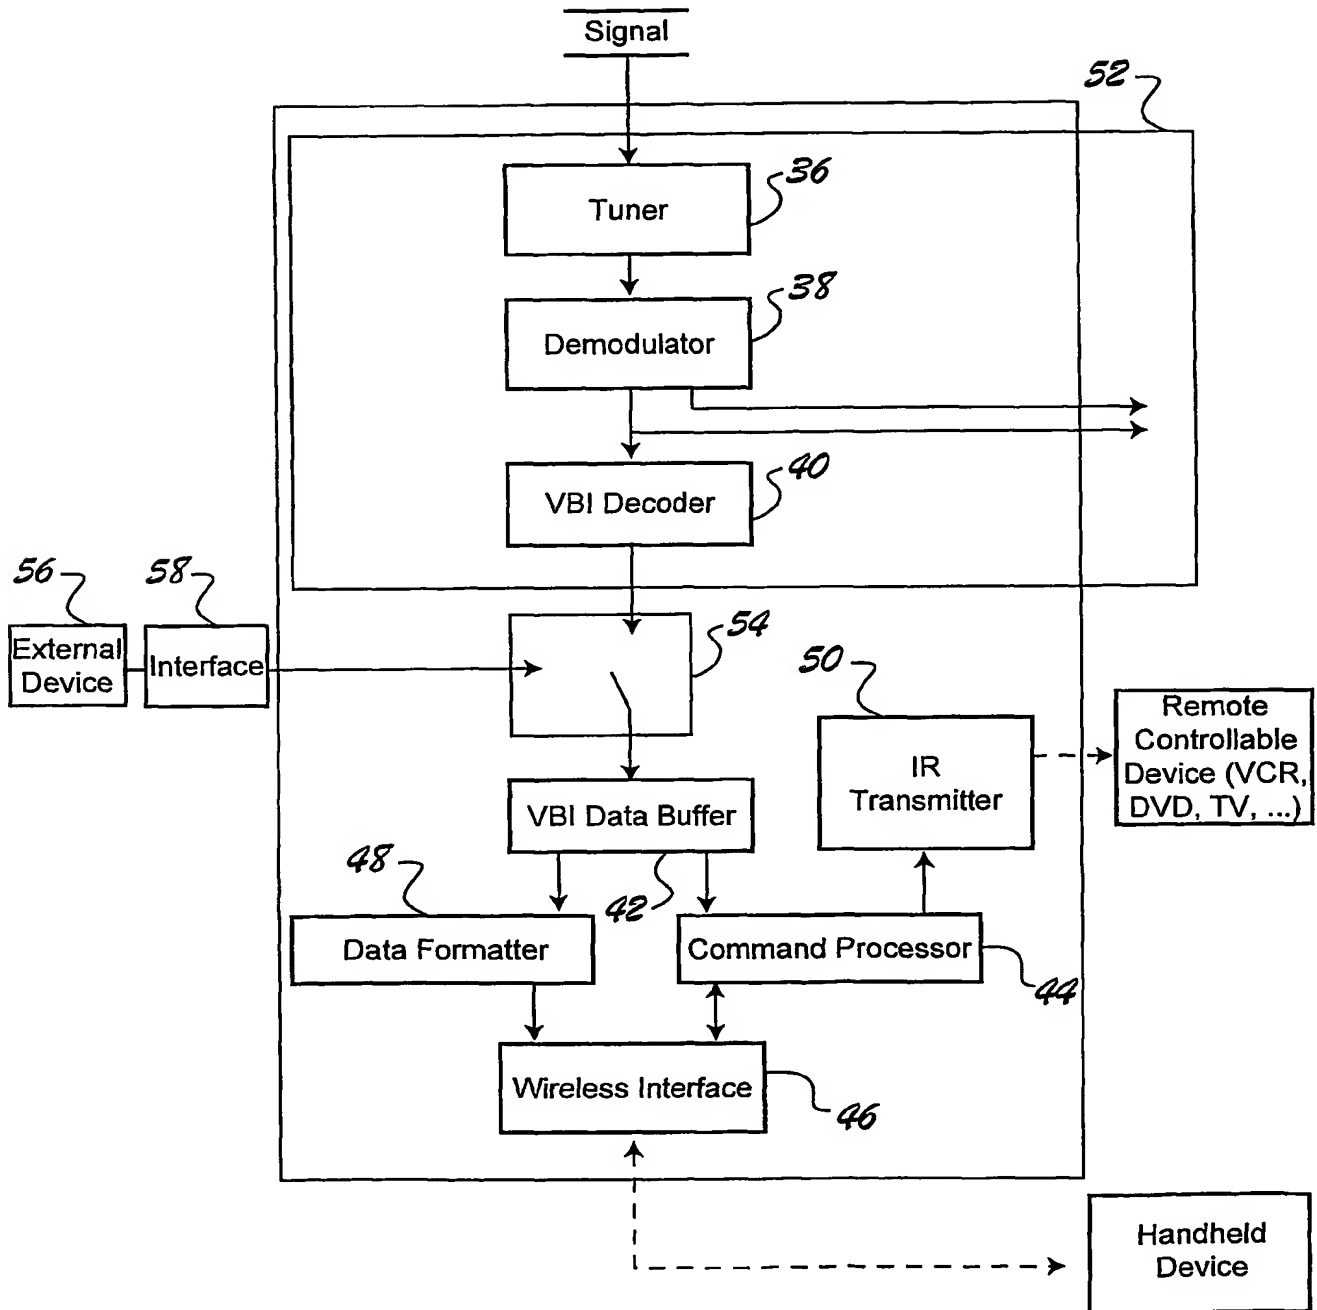 Signal
52
36
Tuner
38
Demodulator
40
VBI Decoder
56
58
External
Device
Interface
54
50
Remote
Controllable
Device (VCR,
DVD, TV, ...)
IR
Transmitter
VBI Data Buffer
48
42
Data Formatter
Command Processor
44
Wireless Interface
46
Handheld
Device